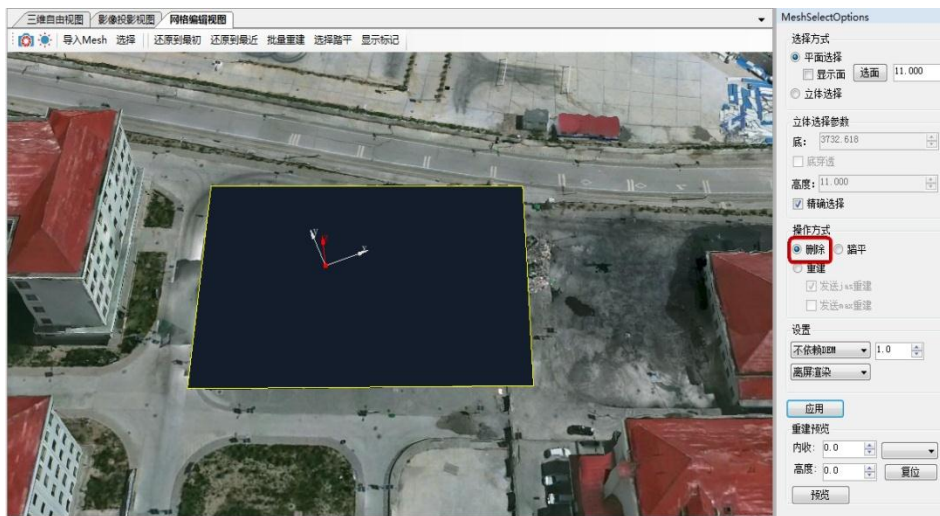 三维自由视图 影像投影视图 网格编辑视图
导入Mesh 选择 还原到最初 还原到最近 批量重建 选择踏平 显示标记
MeshSelectOptions
选择方式
平面选择
显示面 选面 11.000
立体选择
立体选择参数
底: 3732.618
底穿透
高度: 11.000
精确选择
操作方式
删除 踏平
重建
发送jax重建
发送max重建
设置
不依赖DEM 1.0
离屏渲染
应用
重建预览
内收: 0.0
高度: 0.0 复位
预览